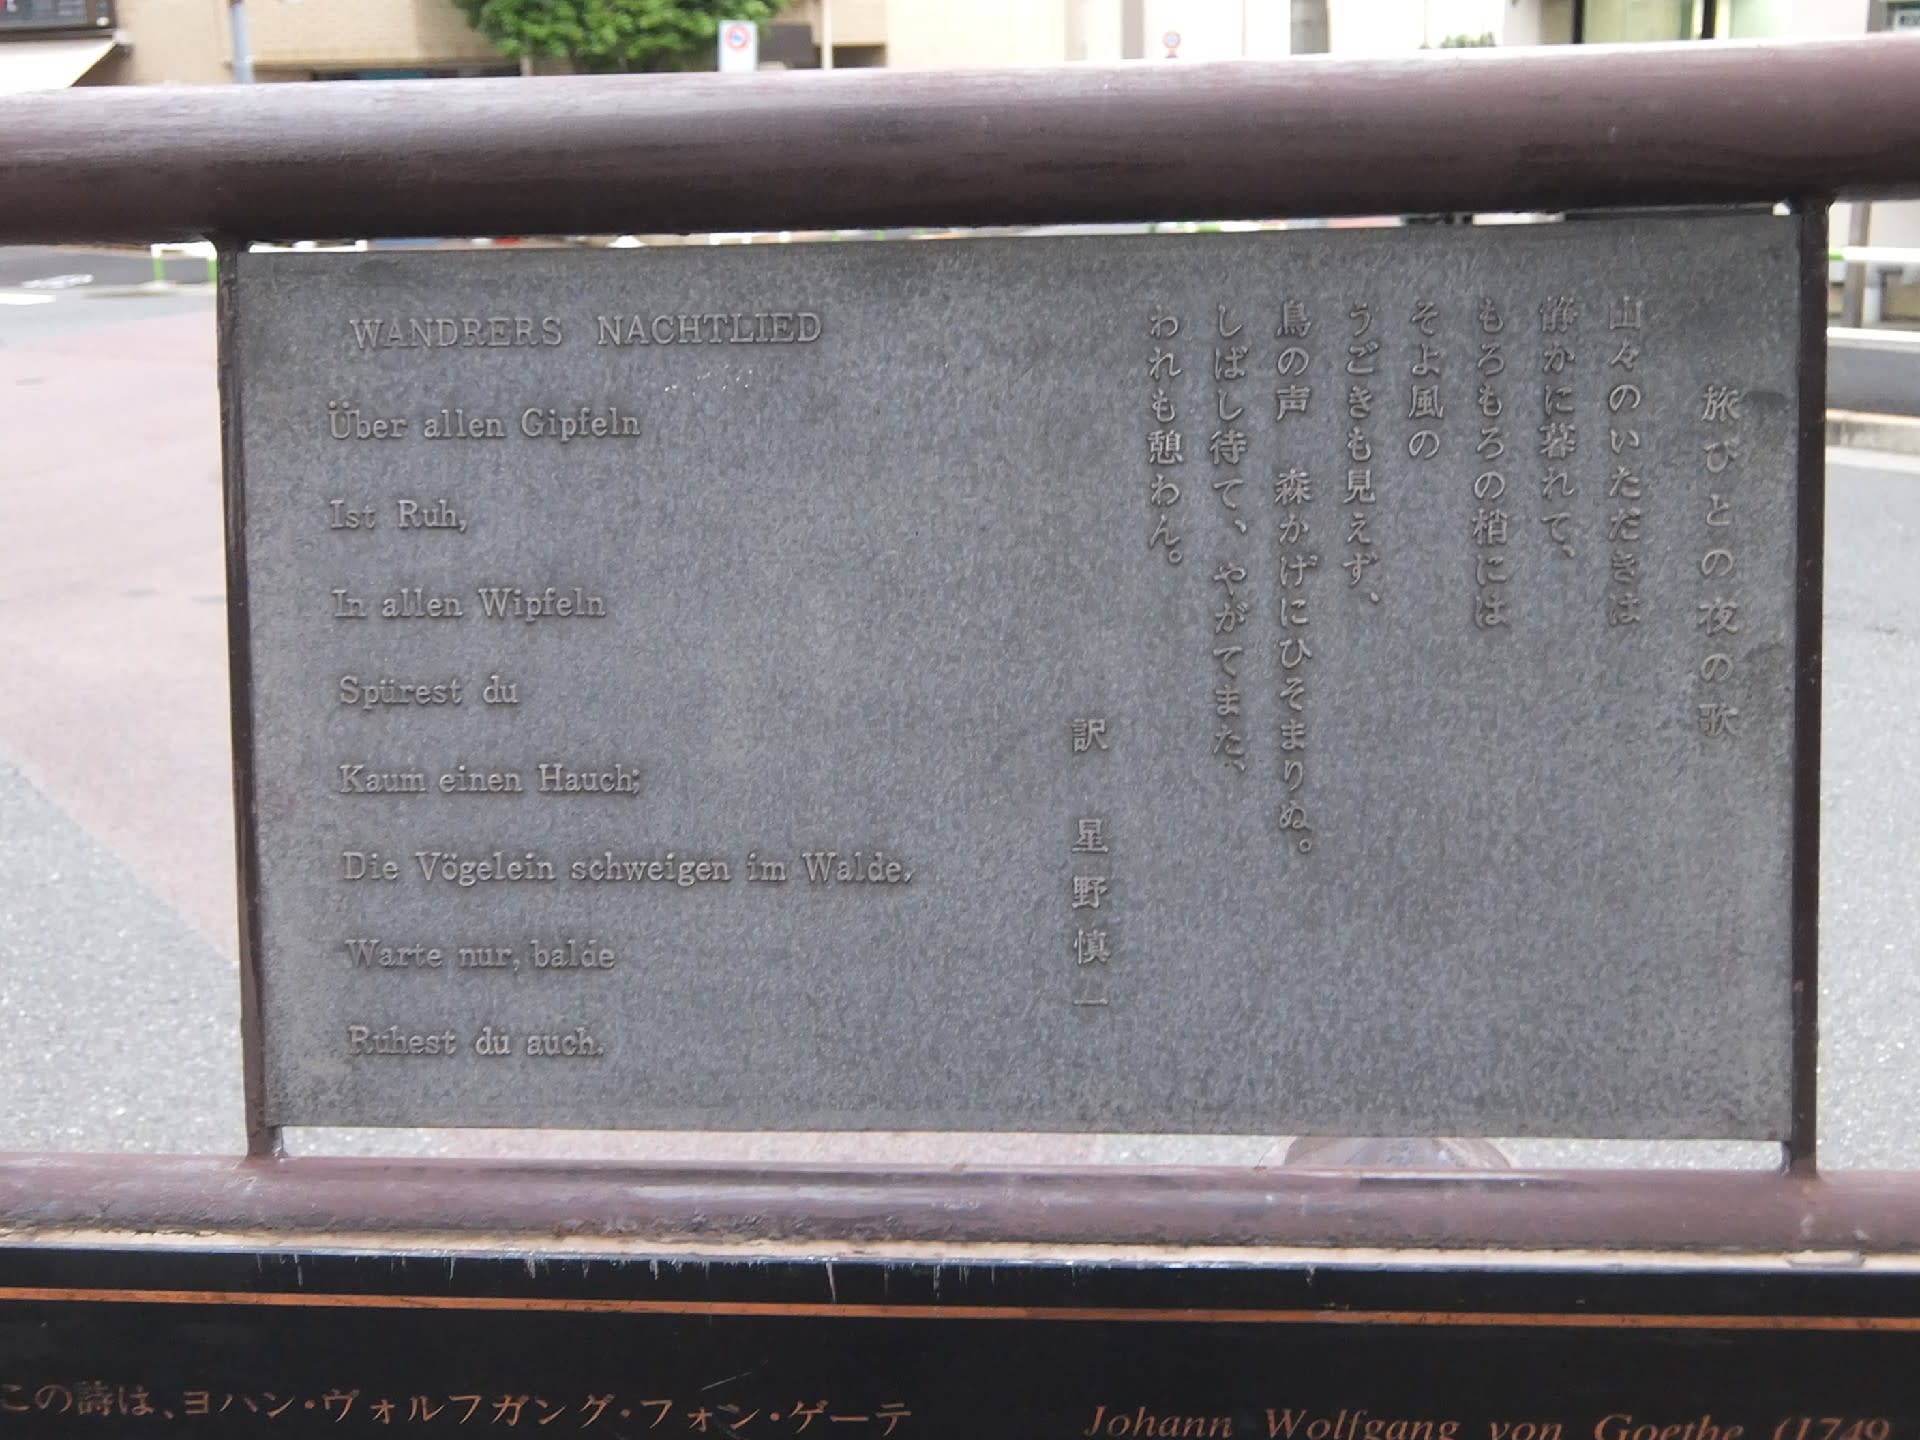 WANDRERS NACHTLIED
Über allen Gipfeln
Ist Ruh,
In allen Wipfeln
Spürest du
Kaum einen Hauch;
Die Vögelein schweigen im Walde.
Warte nur, balde
Ruhest du auch.
旅びとの夜の歌
山々のいただきは
静かに暮れて、
もろもろの梢には
そよ風の
うごきも見えず、
鳥の声　森かげにひそまりぬ。
しばし待て、やがてまた、
われも憩わん。
訳　星野慎一
この詩は、ヨハン・ヴォルフガング・フォン・ゲーテ
Johann Wolfgang von Goethe (1749